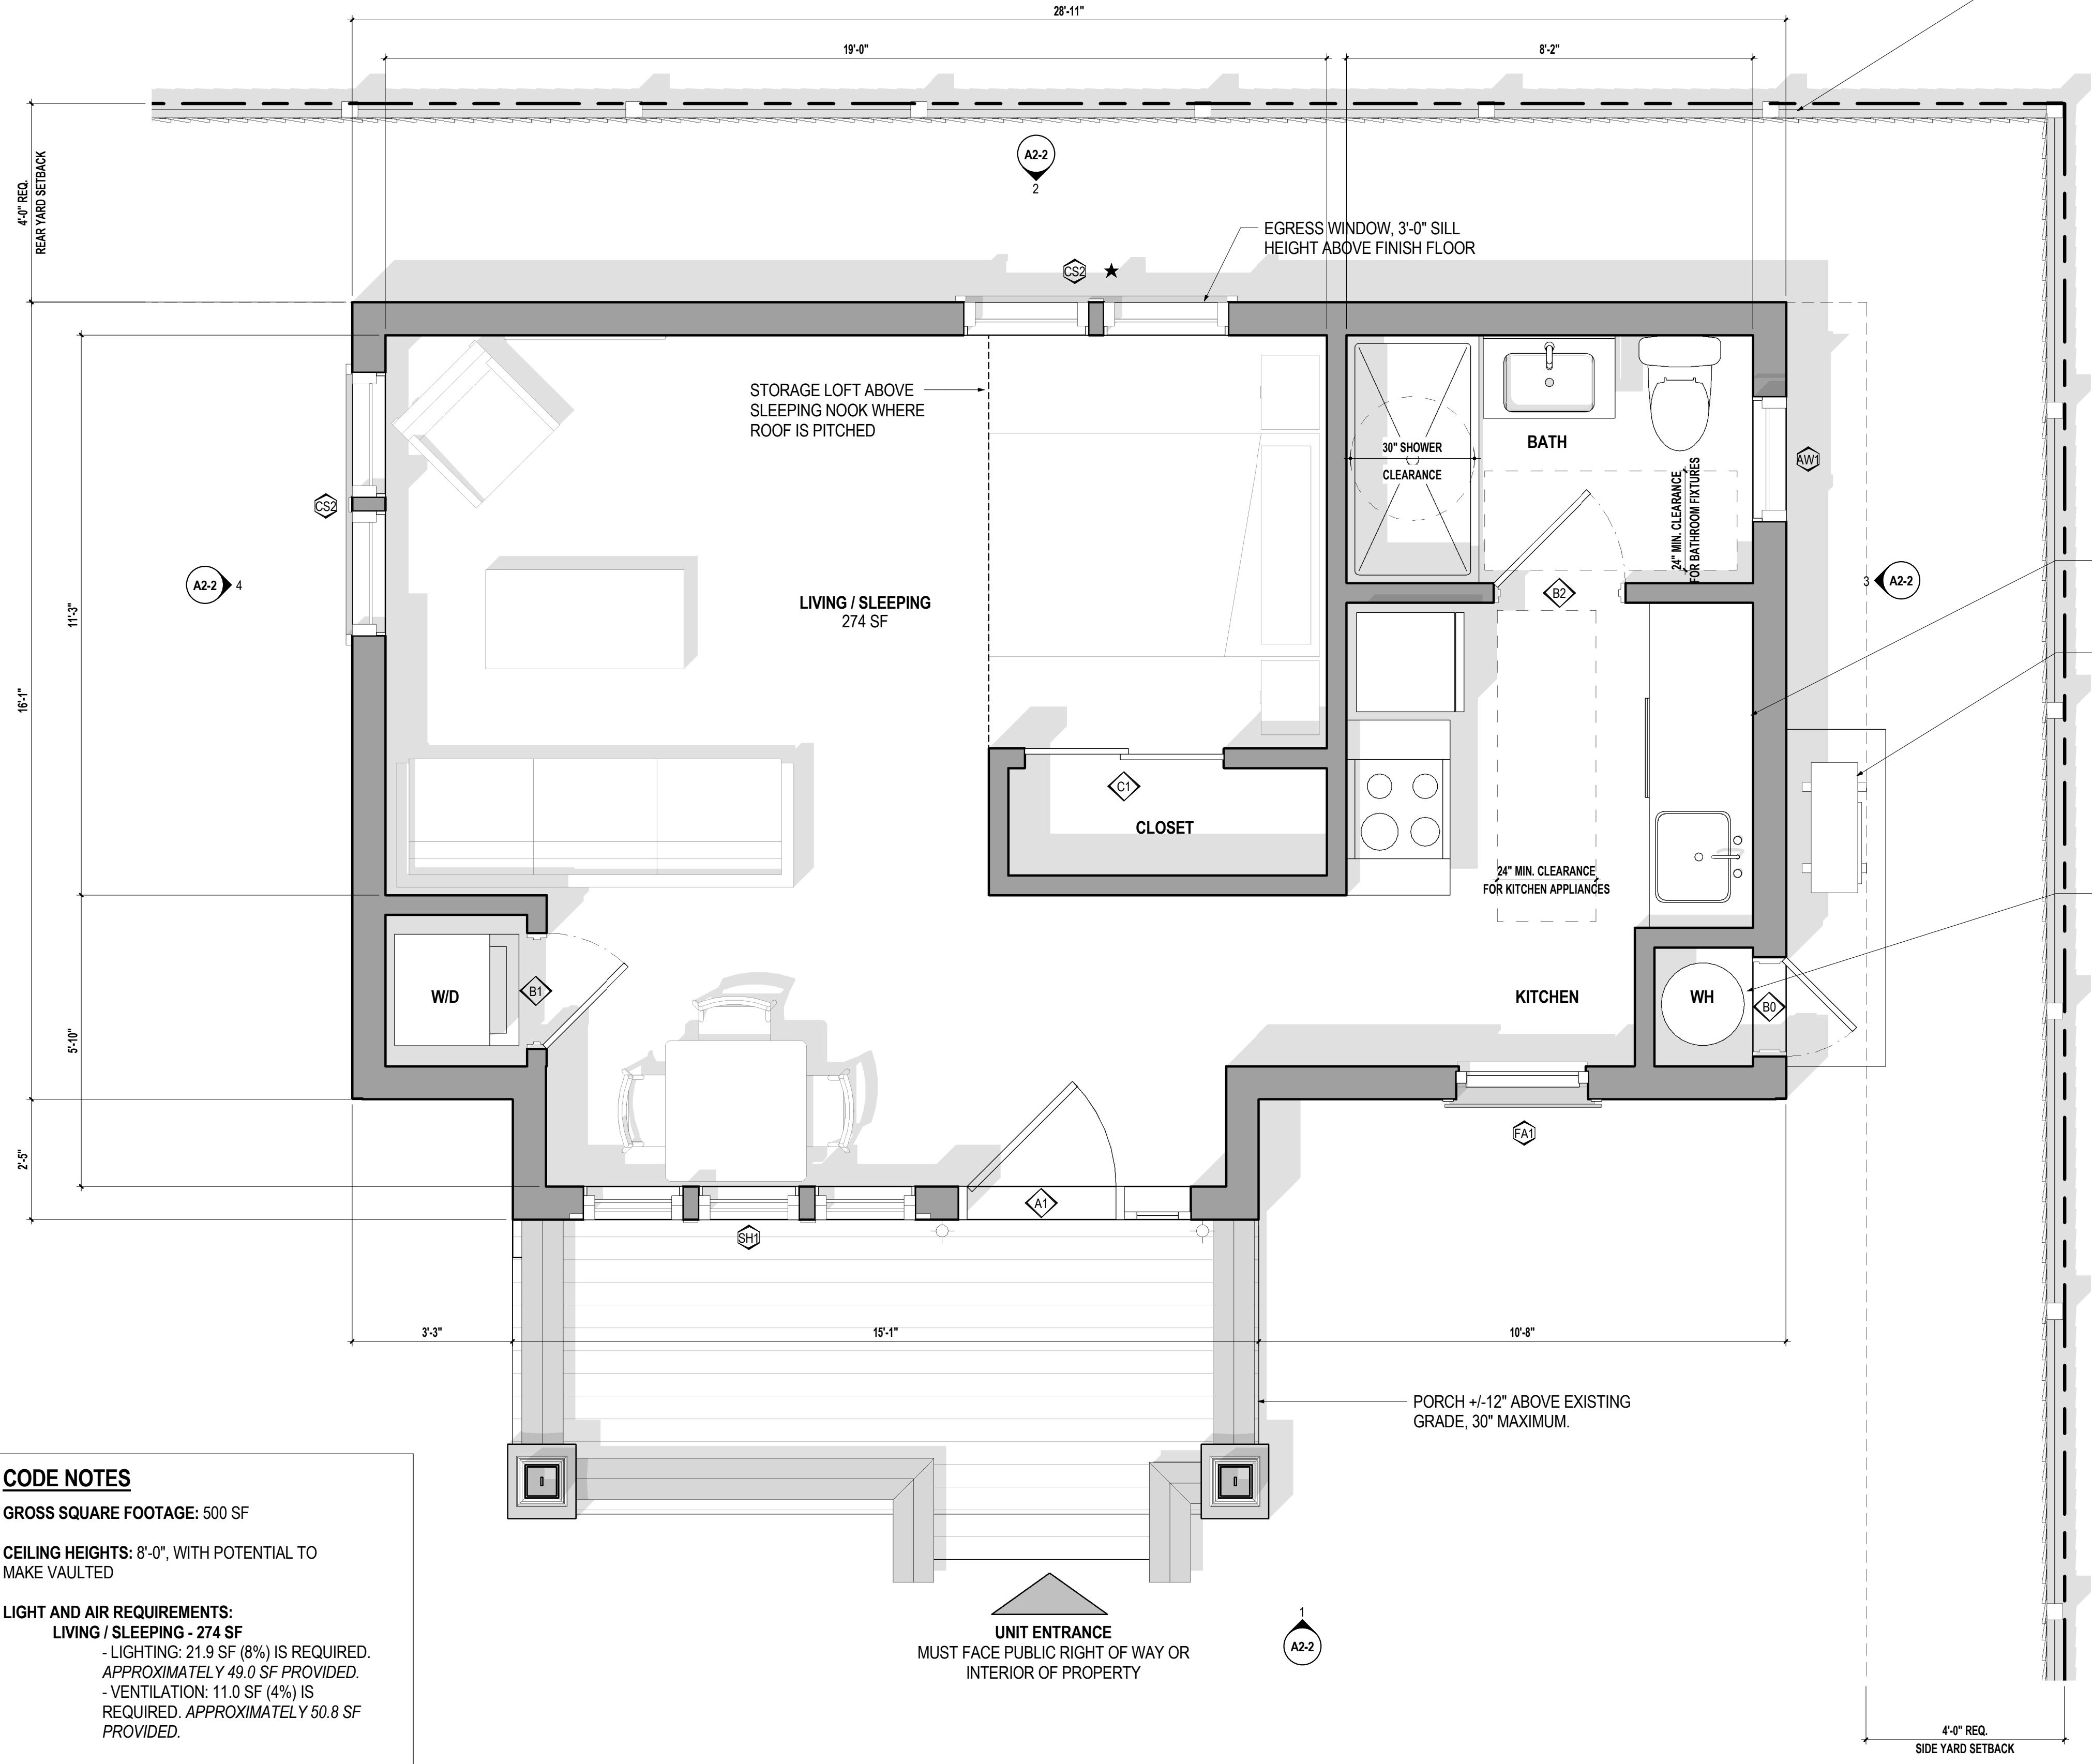 28'-11"
19'-0"
8'-2"
4'-0" REQ.
REAR YARD SETBACK
A2-2
2
EGRESS WINDOW, 3'-0" SILL
HEIGHT ABOVE FINISH FLOOR
CS2 ★
STORAGE LOFT ABOVE
SLEEPING NOOK WHERE
ROOF IS PITCHED
30" SHOWER
CLEARANCE
BATH
24" MIN. CLEARANCE
FOR BATHROOM FIXTURES
AW1
CS2
A2-2
4
LIVING / SLEEPING
274 SF
B2
3
A2-2
11'-3"
16'-1"
C1
CLOSET
24" MIN. CLEARANCE
FOR KITCHEN APPLIANCES
W/D
B1
KITCHEN
WH
B0
5'-10"
2'-5"
FA1
A1
SH1
3'-3"
15'-1"
10'-8"
PORCH +/-12" ABOVE EXISTING
GRADE, 30" MAXIMUM.
UNIT ENTRANCE
MUST FACE PUBLIC RIGHT OF WAY OR
INTERIOR OF PROPERTY
1
A2-2
CODE NOTES
GROSS SQUARE FOOTAGE: 500 SF
CEILING HEIGHTS: 8'-0", WITH POTENTIAL TO
MAKE VAULTED
LIGHT AND AIR REQUIREMENTS:
LIVING / SLEEPING - 274 SF
- LIGHTING: 21.9 SF (8%) IS REQUIRED.
APPROXIMATELY 49.0 SF PROVIDED.
- VENTILATION: 11.0 SF (4%) IS
REQUIRED. APPROXIMATELY 50.8 SF
PROVIDED.
4'-0" REQ.
SIDE YARD SETBACK